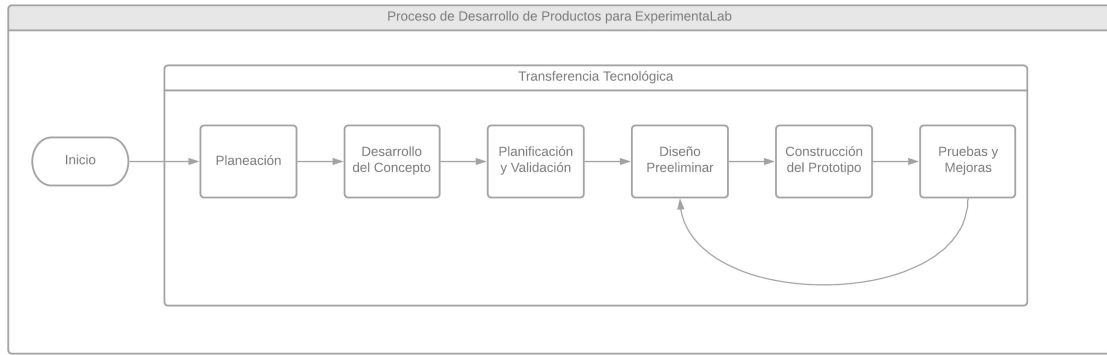 Proceso de Desarrollo de Productos para ExperimentaLab
Transferencia Tecnológica
Inicio
Planeación
Desarrollo
del Concepto
Planificación
y Validación
Diseño
Preeliminar
Construcción
del Prototipo
Pruebas y
Mejoras